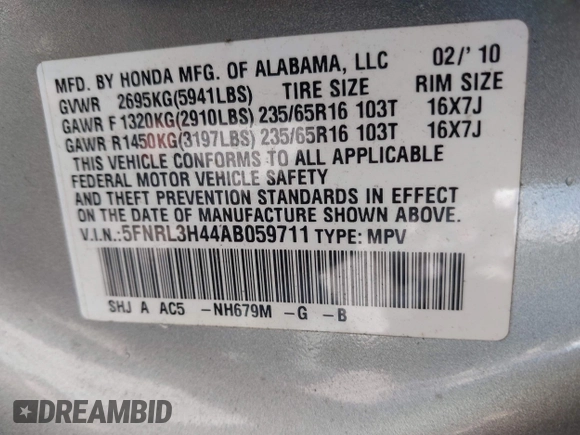 MFD. BY HONDA MFG. OF ALABAMA, LLC 02/' 10
GVWR 2695KG(5941LBS) TIRE SIZE RIM SIZE
GAWR F 1320KG(2910LBS) 235/65R16 103T 16X7J
GAWR R1450KG(3197LBS) 235/65R16 103T 16X7J
THIS VEHICLE CONFORMS TO ALL APPLICABLE
FEDERAL MOTOR VEHICLE SAFETY
AND THEFT PREVENTION STANDARDS IN EFFECT
ON THE DATE OF MANUFACTURE SHOWN ABOVE.
V.I.N.:5FNRL3H44AB059711 TYPE: MPV
SHJ A AC5 -NH679M -G -B
DREAMBID